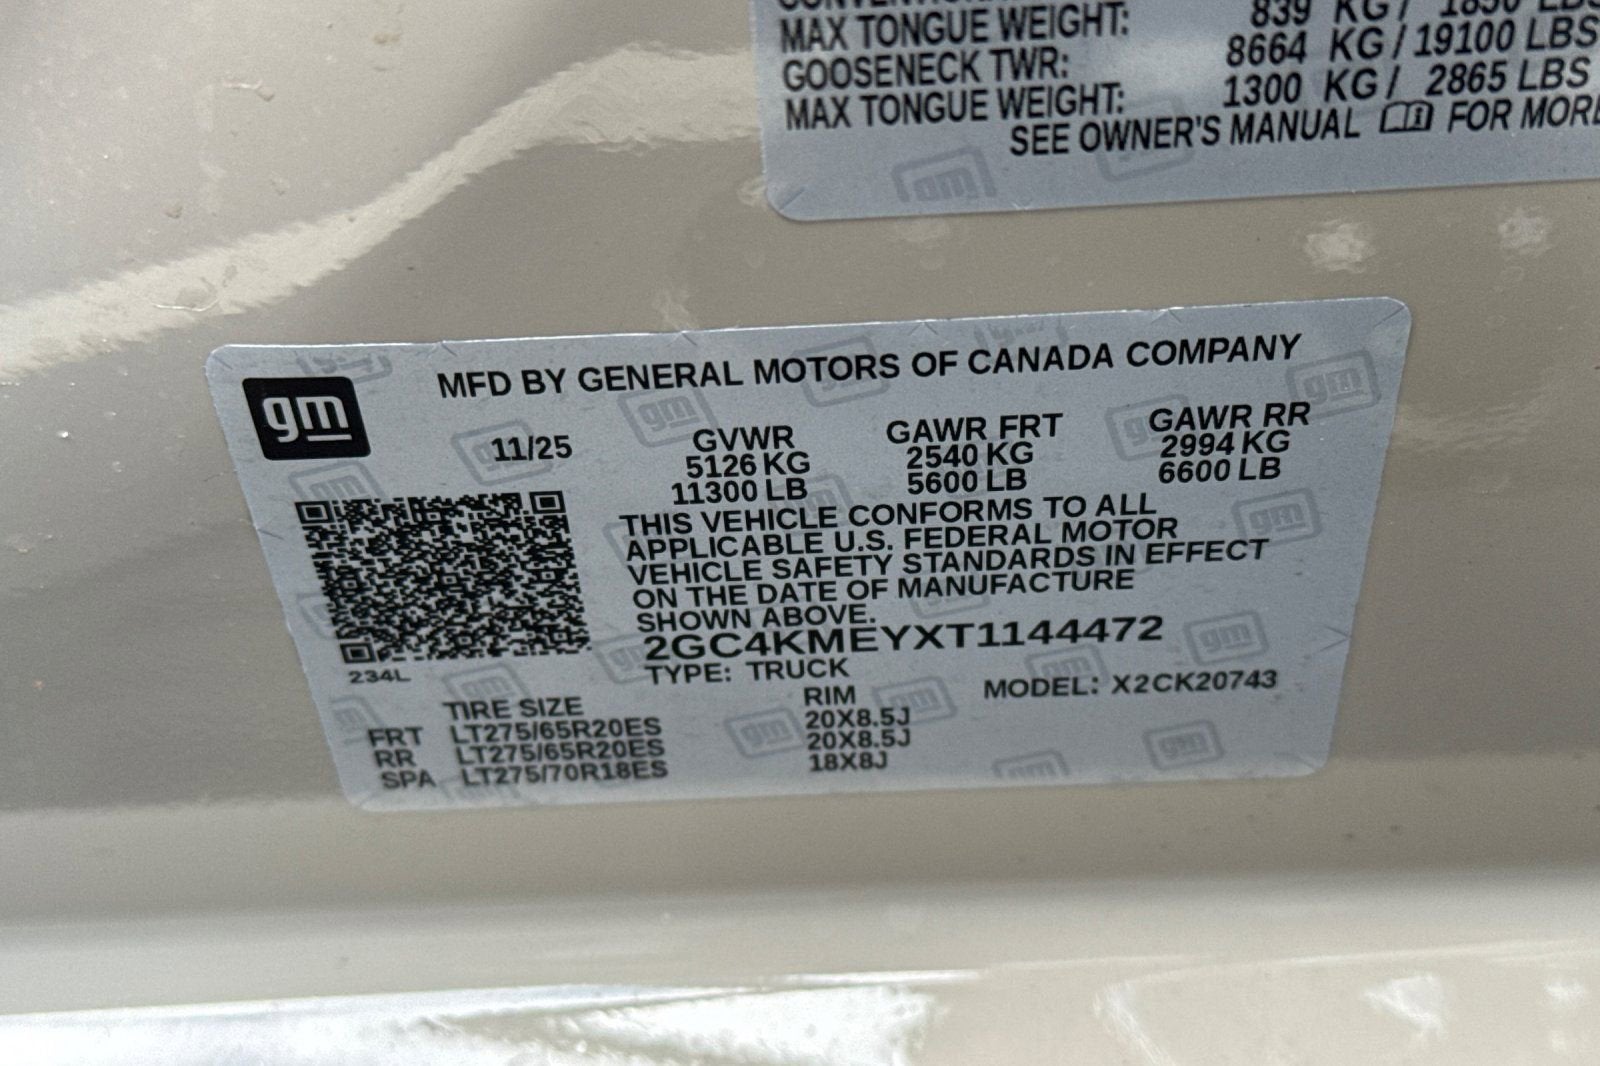 MAX TONGUE WEIGHT: 839 KG / 1850 LBS
GOOSENECK TWR: 8664 KG / 19100 LBS
MAX TONGUE WEIGHT: 1300 KG / 2865 LBS
SEE OWNER'S MANUAL FOR MORE
gm
MFD BY GENERAL MOTORS OF CANADA COMPANY
11/25 GVWR GAWR FRT GAWR RR
5126 KG 2540 KG 2994 KG
11300 LB 5600 LB 6600 LB
THIS VEHICLE CONFORMS TO ALL
APPLICABLE U.S. FEDERAL MOTOR
VEHICLE SAFETY STANDARDS IN EFFECT
ON THE DATE OF MANUFACTURE
SHOWN ABOVE.
2GC4KMEYXT1144472
234L
TYPE: TRUCK
MODEL: X2CK20743
TIRE SIZE RIM
FRT LT275/65R20ES 20X8.5J
RR LT275/65R20ES 20X8.5J
SPA LT275/70R18ES 18X8J